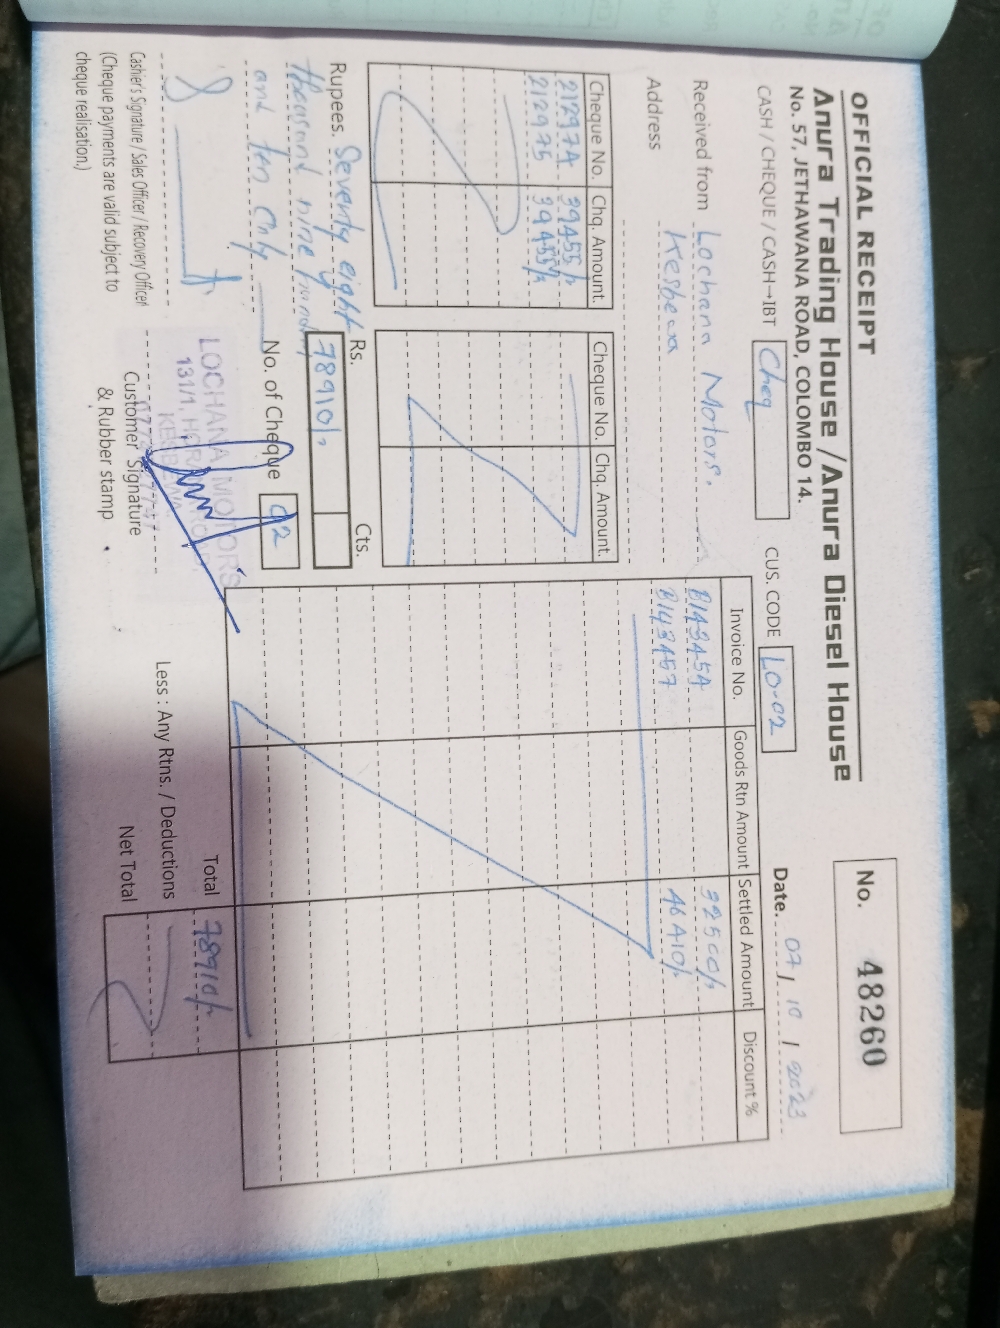 OFFICIAL RECEIPT
Anura Trading House / Anura Diesel House
No. 57, JETHAWANA ROAD, COLOMBO 14.
No. 48260
CASH / CHEQUE / CASH→IBT Cheq
CUS. CODE LO-02
Date. 07 / 10 / 2023
Received from Lochana Motors.
Address Kesbewa
Cheque No. Chq. Amount.
212974 39455/-
212975 39455/-
Cheque No. Chq. Amount.
Invoice No. Goods Rtn Amount Settled Amount Discount %
B143454 32500/-
B143457 46410/-
Rupees. Seventy eight
thousand nine hundred
and ten Only
Rs. Cts.
78910/-
No. of Cheque 02
Cashier's Signature / Sales Officer / Recovery Officer
(Cheque payments are valid subject to
cheque realisation.)
LOCHANA MOTORS
131/1,
Customer Signature
& Rubber stamp
Total 78910/-
Less : Any Rtns. / Deductions
Net Total